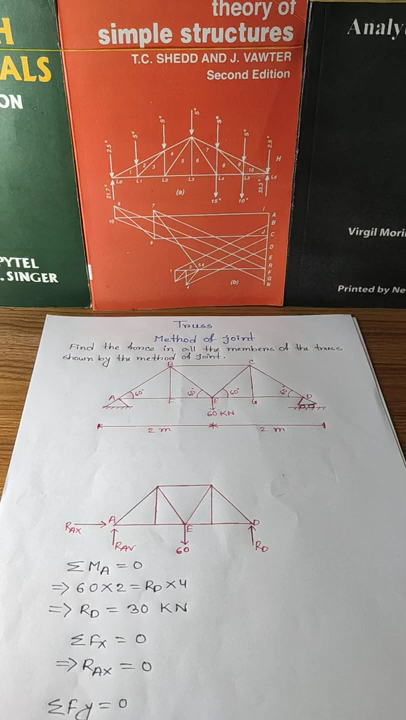 H
ALS
ON
PYTEL
. SINGER
theory of
simple structures
T.C. SHEDD AND J. VAWTER
Second Edition
H
(a)
A
B
C
D
E
F
G
(b)
Analy
Virgil Mori
Printed by Ne
Truss
Method of Joint
Find the force in all the members of the truss
shown by the method of joint.
B
C
A
60°
60°
E
60°
60°
D
F
G
60 KN
2 m
2 m
RAX
A
E
D
RAV
60
RD
ΣMA = 0
⇒ 60×2 = RD×4
⇒ RD = 30 KN
ΣFx = 0
⇒ RAX = 0
ΣFy = 0